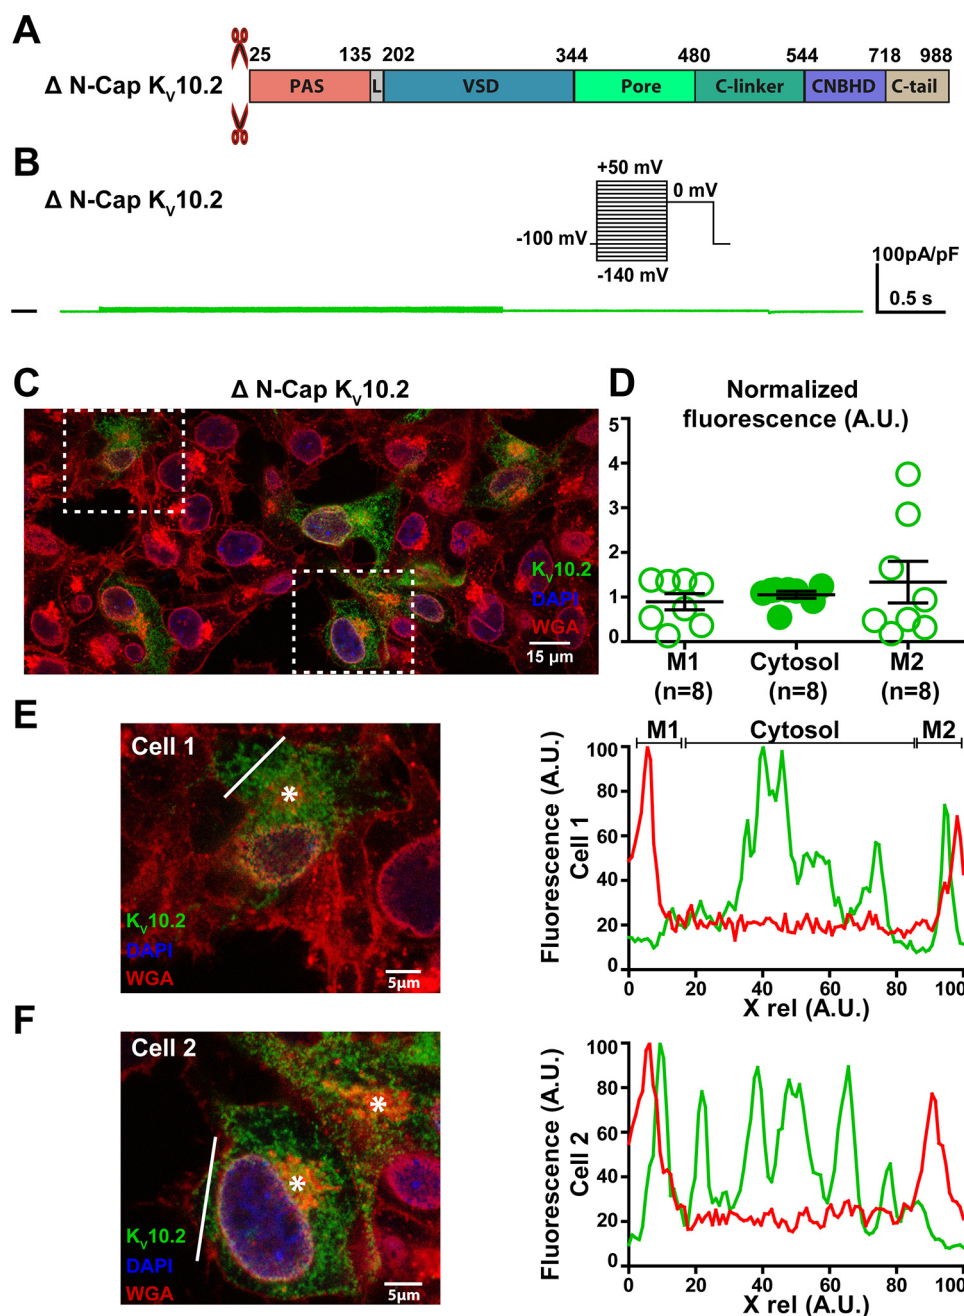 A
25 135 202 344 480 544 718 988
Δ N-Cap Kv10.2
PAS L VSD Pore C-linker CNBHD C-tail
B
Δ N-Cap Kv10.2
+50 mV
0 mV
-100 mV
-140 mV
100pA/pF
0.5 s
C
Δ N-Cap Kv10.2
Kv10.2
DAPI
WGA
15 µm
D
Normalized
fluorescence (A.U.)
5
4
3
2
1
0
M1 Cytosol M2
(n=8) (n=8) (n=8)
E
Cell 1
*
Kv10.2
DAPI
WGA
5µm
M1 Cytosol M2
Fluorescence (A.U.)
Cell 1
100
80
60
40
20
0
0 20 40 60 80 100
X rel (A.U.)
F
Cell 2
*
*
Kv10.2
DAPI
WGA
5µm
Fluorescence (A.U.)
Cell 2
100
80
60
40
20
0
0 20 40 60 80 100
X rel (A.U.)